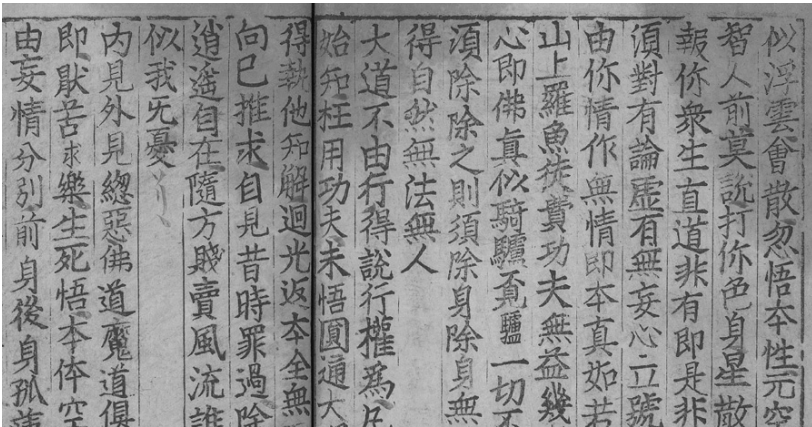 似浮雲會散忽悟本性元空
智人前莫説打你色身星散
報你衆生直道非有即是非
須對有論虛有無妄心立號
由你情作無情即本真如若
山上羅魚徒費功夫無益幾
心即佛真似騎驢覓驢一切不
須除除之則須除身除身無
得自然無法無人
大道不由行得説行權爲凡
始知枉用功夫未悟圓通大
得執他知解迴光返本全無
向已推求自見昔時罪過除
逍遥自在隨方賤賣風流誰
似我无憂
内見外見總惡佛道魔道俱
即厭苦求樂生死悟本体空
由妄情分別前身後身孤